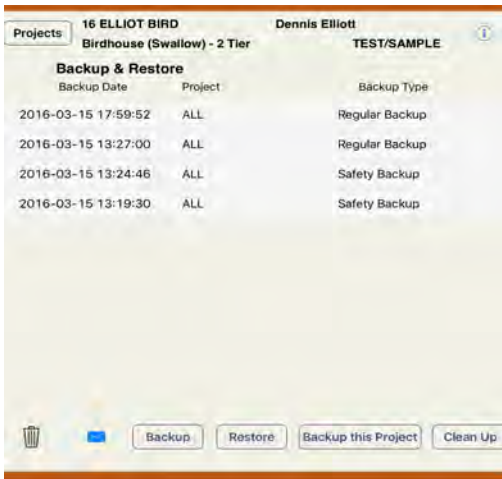 Projects 16 ELLIOT BIRD Dennis Elliott
Birdhouse (Swallow) - 2 Tier TEST/SAMPLE
Backup & Restore
Backup Date Project Backup Type
2016-03-15 17:59:52 ALL Regular Backup
2016-03-15 13:27:00 ALL Regular Backup
2016-03-15 13:24:46 ALL Safety Backup
2016-03-15 13:19:30 ALL Safety Backup
Backup Restore Backup this Project Clean Up